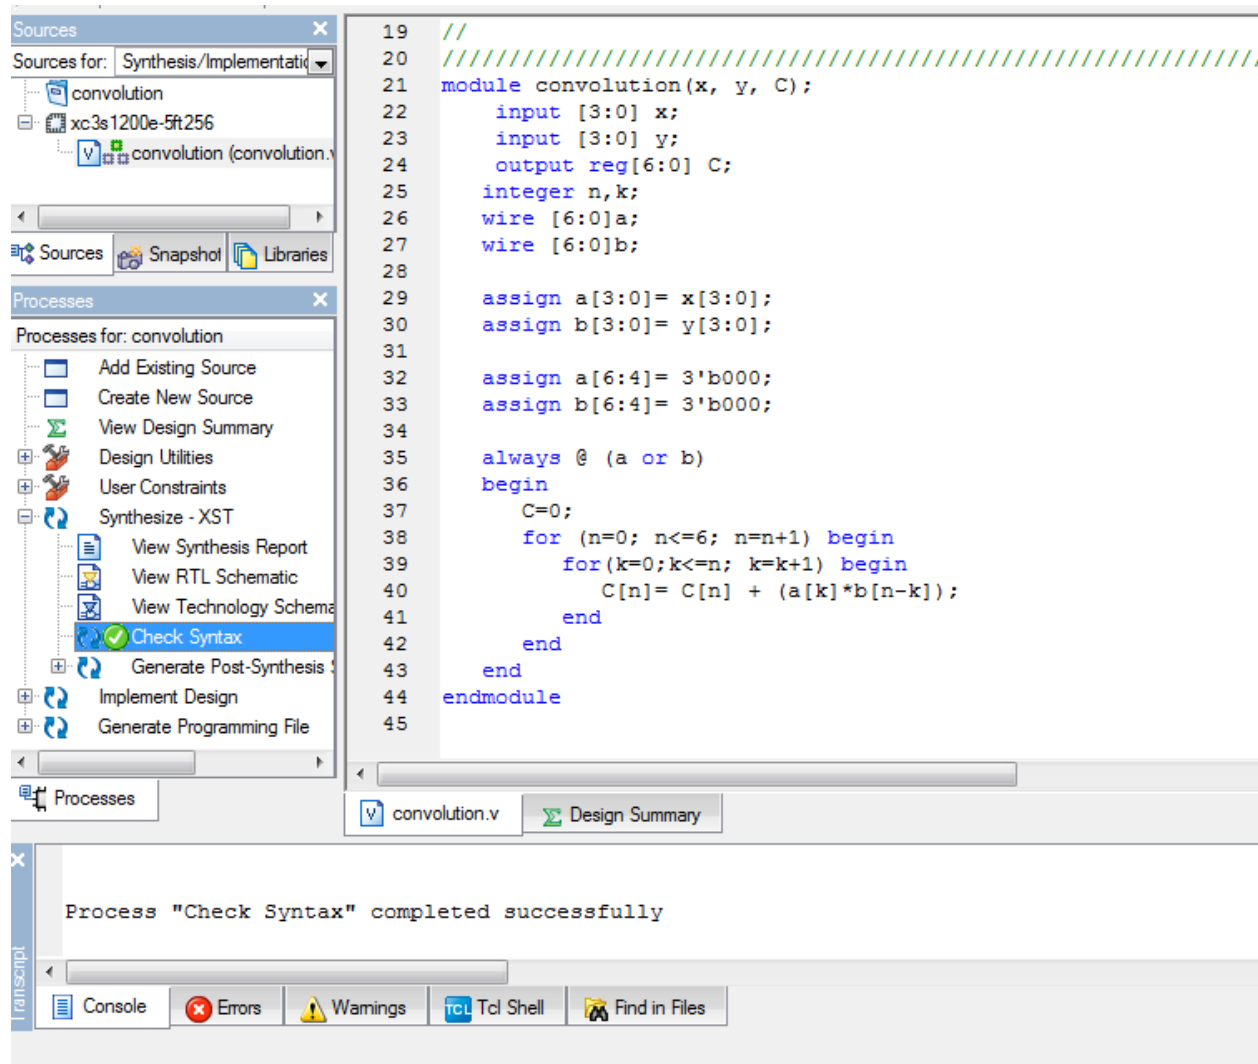 Sources
Sources for: Synthesis/Implementatic
convolution
xc3s1200e-5ft256
convolution (convolution.v
Sources Snapshot Libraries
Processes
Processes for: convolution
Add Existing Source
Create New Source
View Design Summary
Design Utilities
User Constraints
Synthesize - XST
View Synthesis Report
View RTL Schematic
View Technology Schema
Check Syntax
Generate Post-Synthesis S
Implement Design
Generate Programming File
Processes
19 //
20 /////////////////////////////////////////////////////////////
21 module convolution(x, y, C);
22 input [3:0] x;
23 input [3:0] y;
24 output reg[6:0] C;
25 integer n,k;
26 wire [6:0]a;
27 wire [6:0]b;
28
29 assign a[3:0]= x[3:0];
30 assign b[3:0]= y[3:0];
31
32 assign a[6:4]= 3'b000;
33 assign b[6:4]= 3'b000;
34
35 always @ (a or b)
36 begin
37 C=0;
38 for (n=0; n<=6; n=n+1) begin
39 for(k=0;k<=n; k=k+1) begin
40 C[n]= C[n] + (a[k]*b[n-k]);
41 end
42 end
43 end
44 endmodule
45
convolution.v Design Summary
Process "Check Syntax" completed successfully
Transcript
Console Errors Warnings TCL Tcl Shell Find in Files